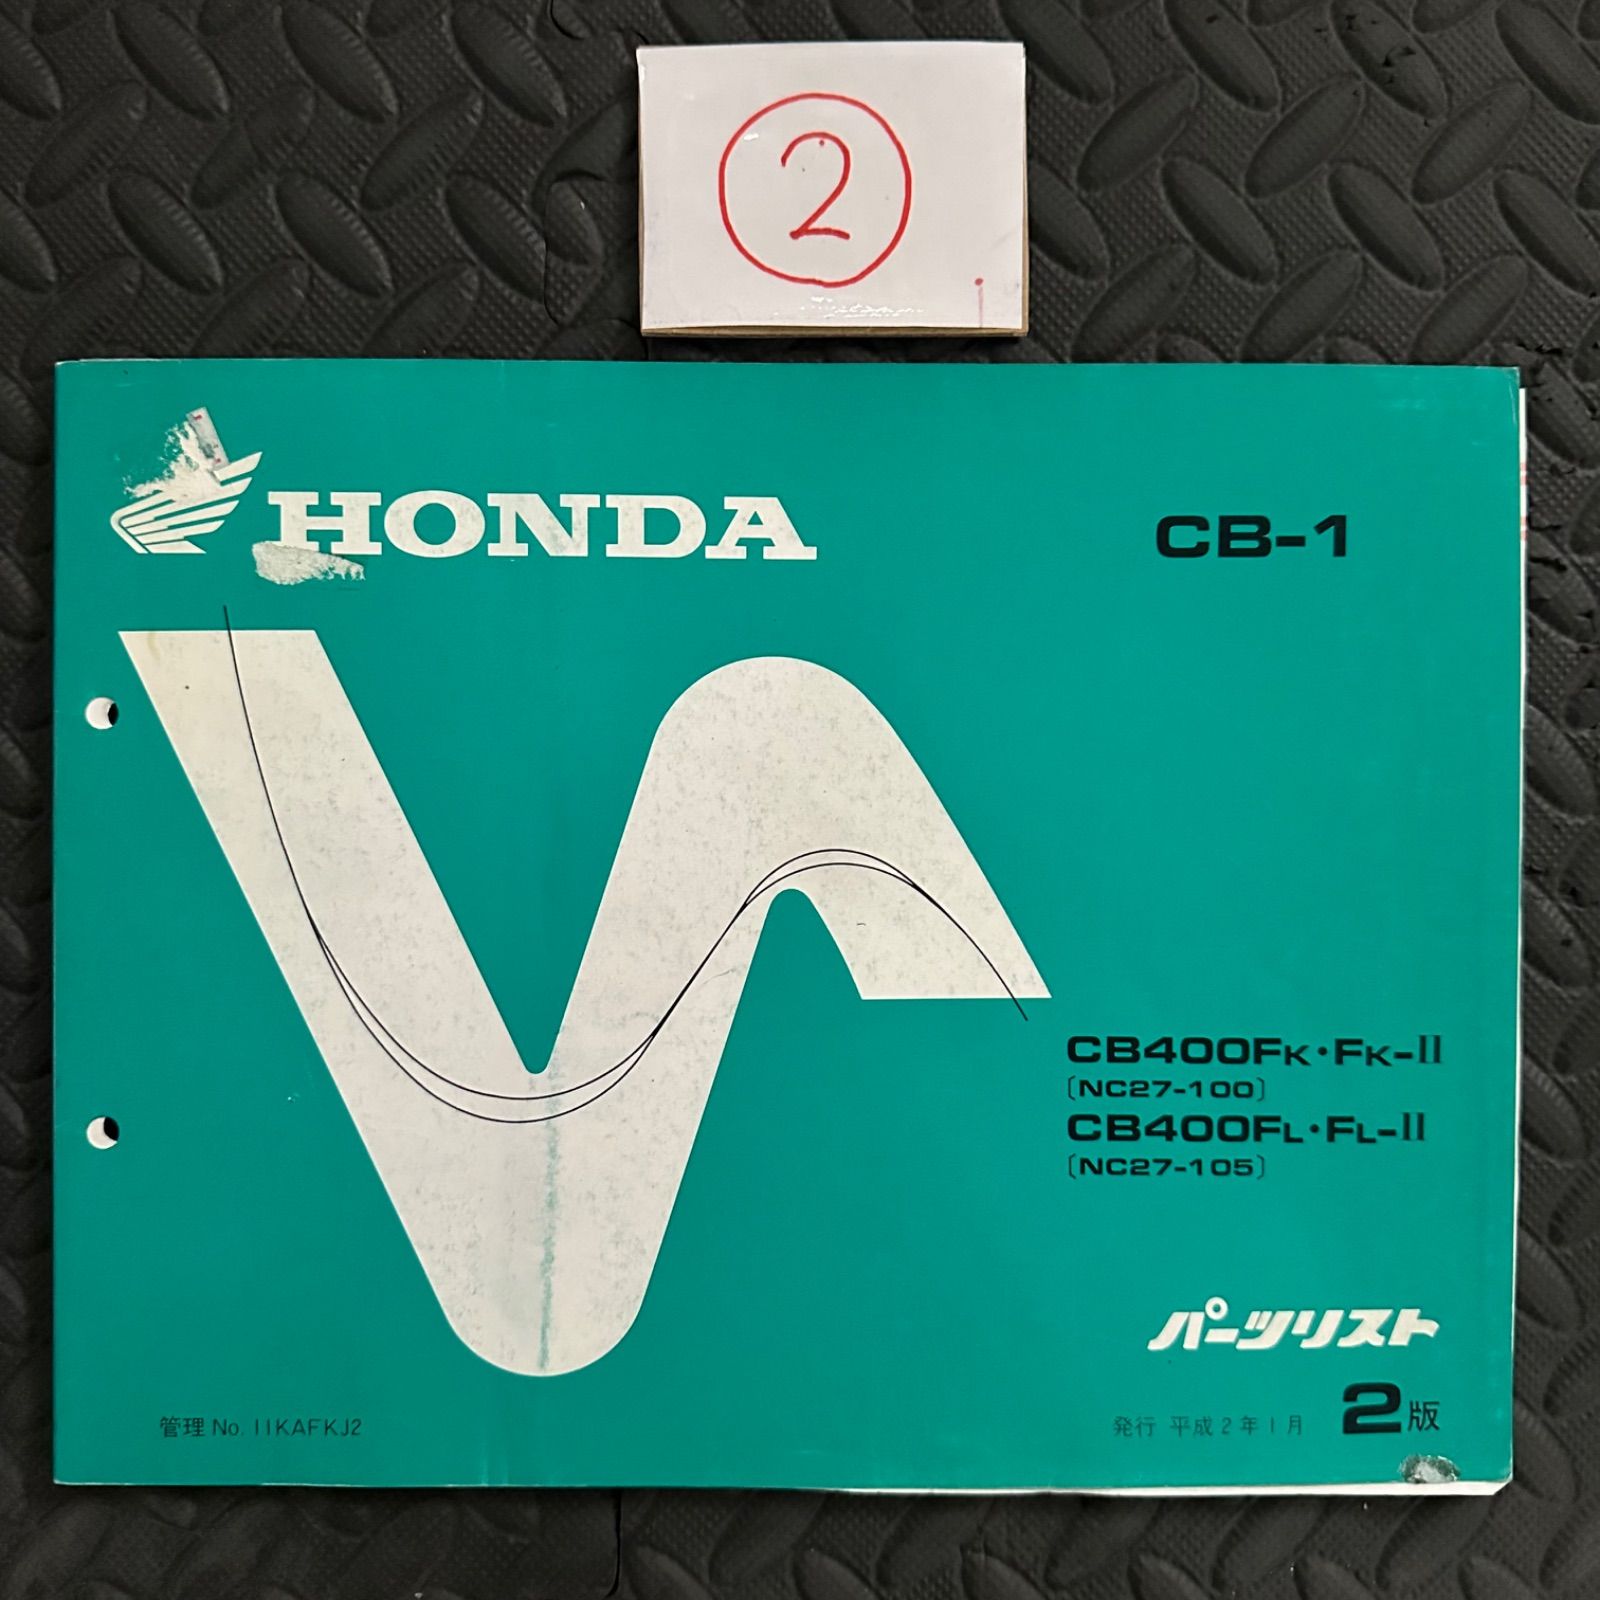 2
HONDA
CB-1
CB400FK・FK-II
〔NC27-100〕
CB400FL・FL-II
〔NC27-105〕
パーツリスト
2版
管理 No. 11KAFKJ2
発行 平成2年1月